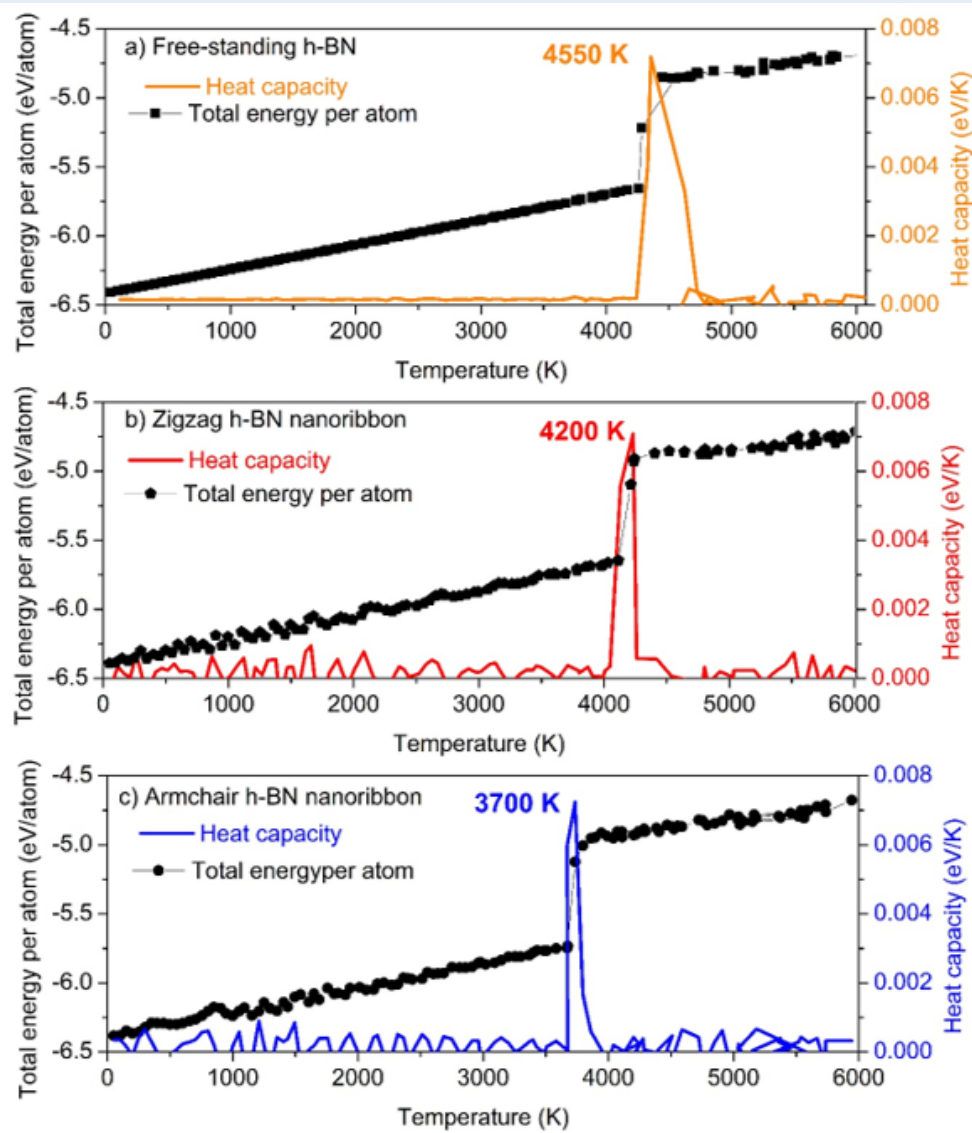 a) Free-standing h-BN
4550 K
Heat capacity
Total energy per atom
Total energy per atom (eV/atom)
-4.5
-5.0
-5.5
-6.0
-6.5
Heat capacity (eV/K)
0.008
0.006
0.004
0.002
0.000
0 1000 2000 3000 4000 5000 6000
Temperature (K)
b) Zigzag h-BN nanoribbon
4200 K
Heat capacity
Total energy per atom
Total energy per atom (eV/atom)
-4.5
-5.0
-5.5
-6.0
-6.5
Heat capacity (eV/K)
0.008
0.006
0.004
0.002
0.000
0 1000 2000 3000 4000 5000 6000
Temperature (K)
c) Armchair h-BN nanoribbon
3700 K
Heat capacity
Total energyper atom
Total energy per atom (eV/atom)
-4.5
-5.0
-5.5
-6.0
-6.5
Heat capacity (eV/K)
0.008
0.006
0.004
0.002
0.000
0 1000 2000 3000 4000 5000 6000
Temperature (K)